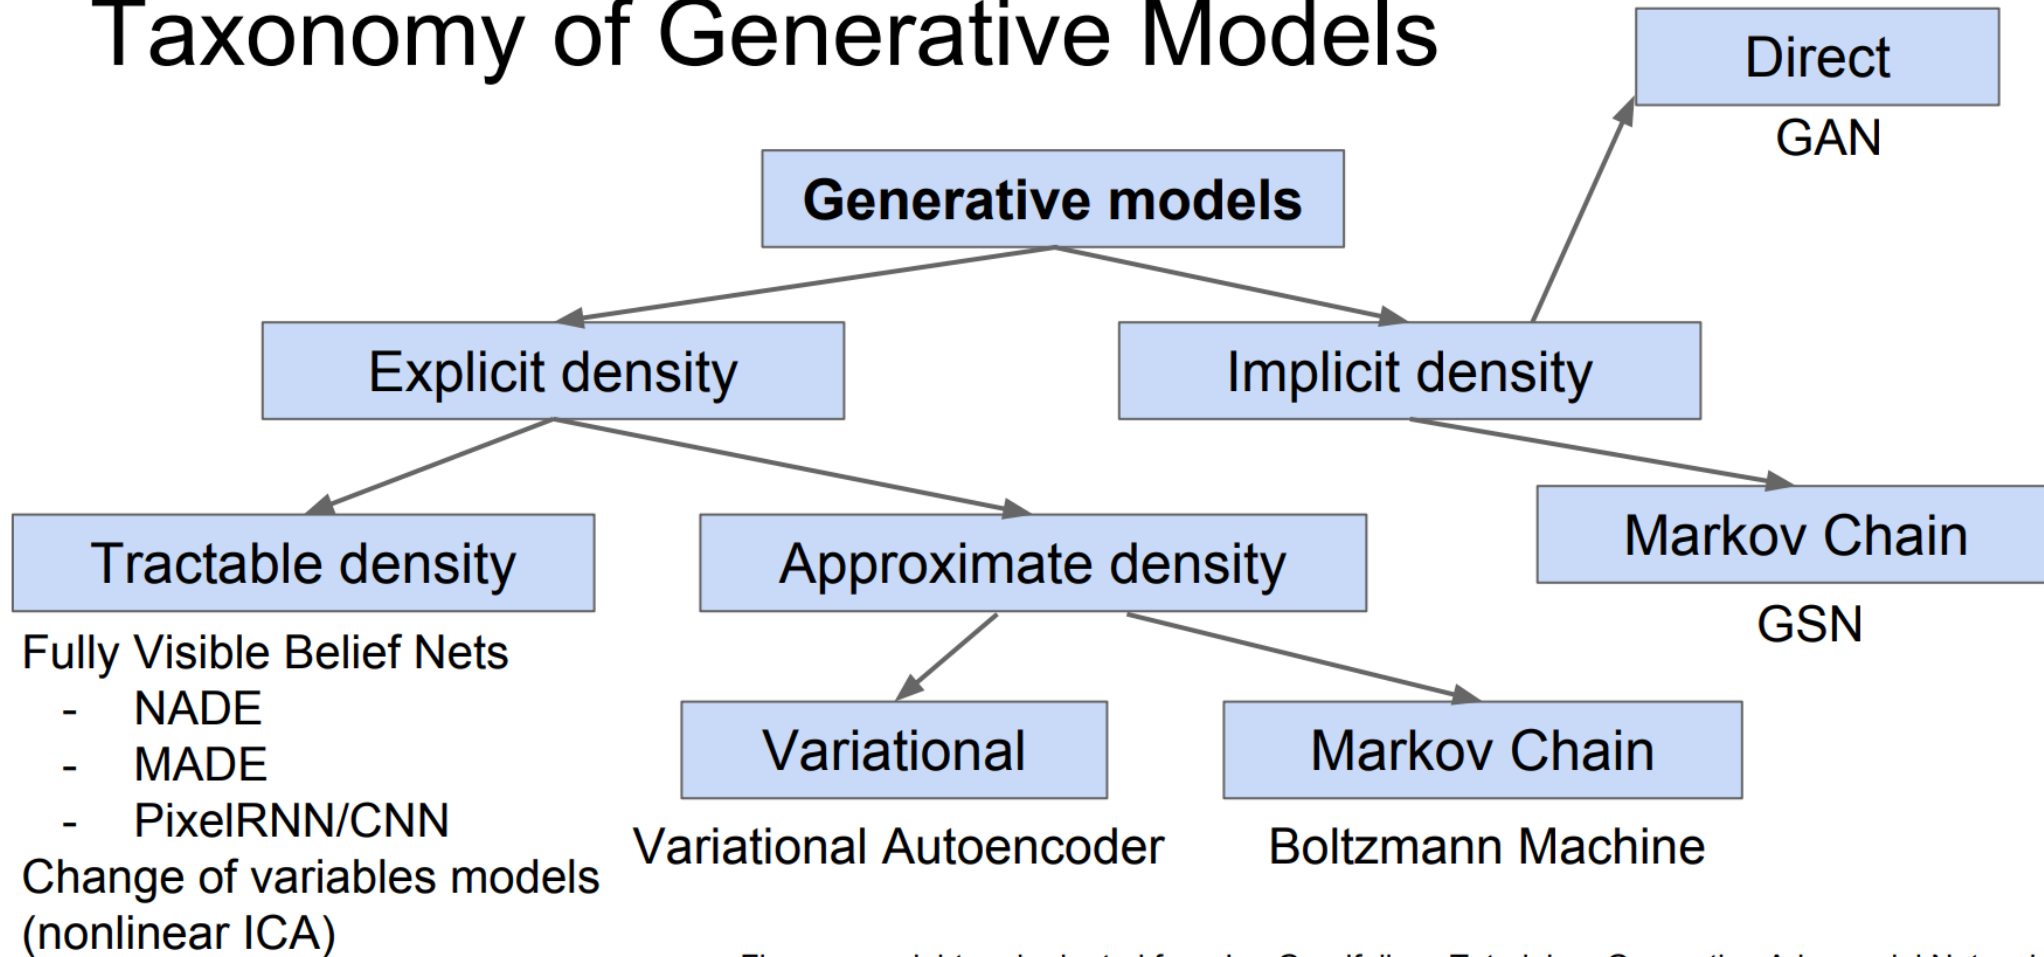 Taxonomy of Generative Models
Direct
GAN
Generative models
Explicit density
Implicit density
Tractable density
Approximate density
Markov Chain
GSN
Fully Visible Belief Nets
- NADE
- MADE
- PixelRNN/CNN
Change of variables models
(nonlinear ICA)
Variational
Markov Chain
Variational Autoencoder
Boltzmann Machine